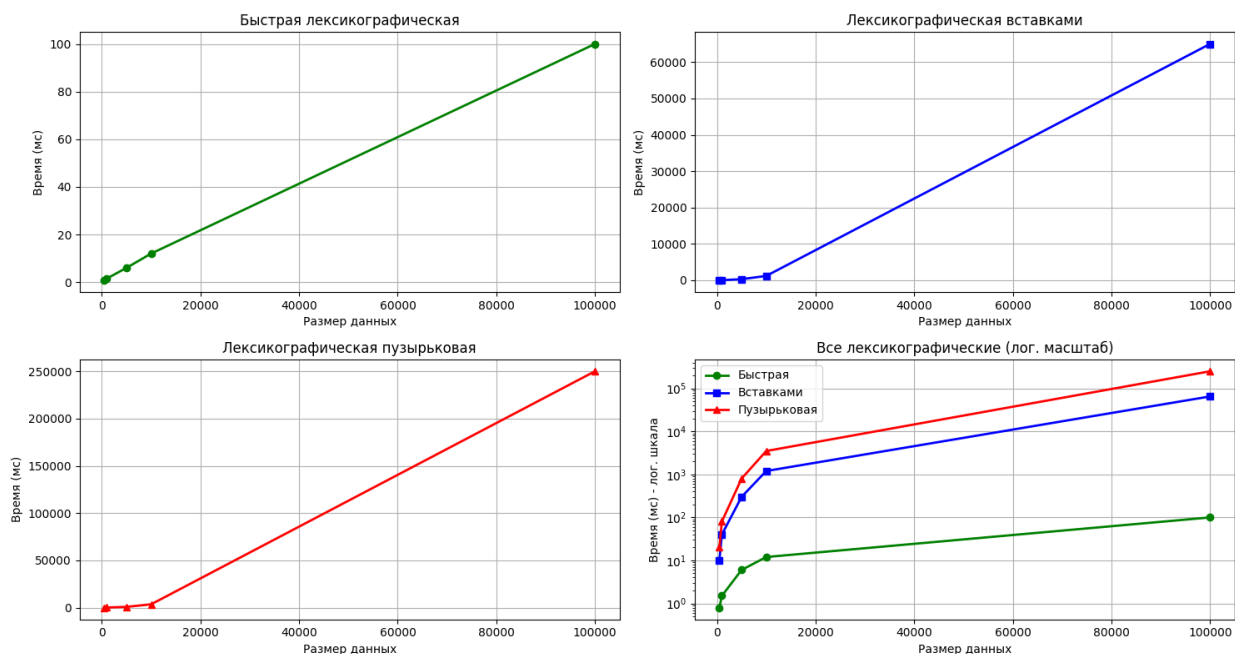 Быстрая лексикографическая
100
80
60
40
20
0
Время (мс)
0 20000 40000 60000 80000 100000
Размер данных
Лексикографическая вставками
60000
50000
40000
30000
20000
10000
0
Время (мс)
0 20000 40000 60000 80000 100000
Размер данных
Лексикографическая пузырьковая
250000
200000
150000
100000
50000
0
Время (мс)
0 20000 40000 60000 80000 100000
Размер данных
Все лексикографические (лог. масштаб)
Быстрая
Вставками
Пузырьковая
10⁵
10⁴
10³
10²
10¹
10⁰
Время (мс) - лог. шкала
0 20000 40000 60000 80000 100000
Размер данных